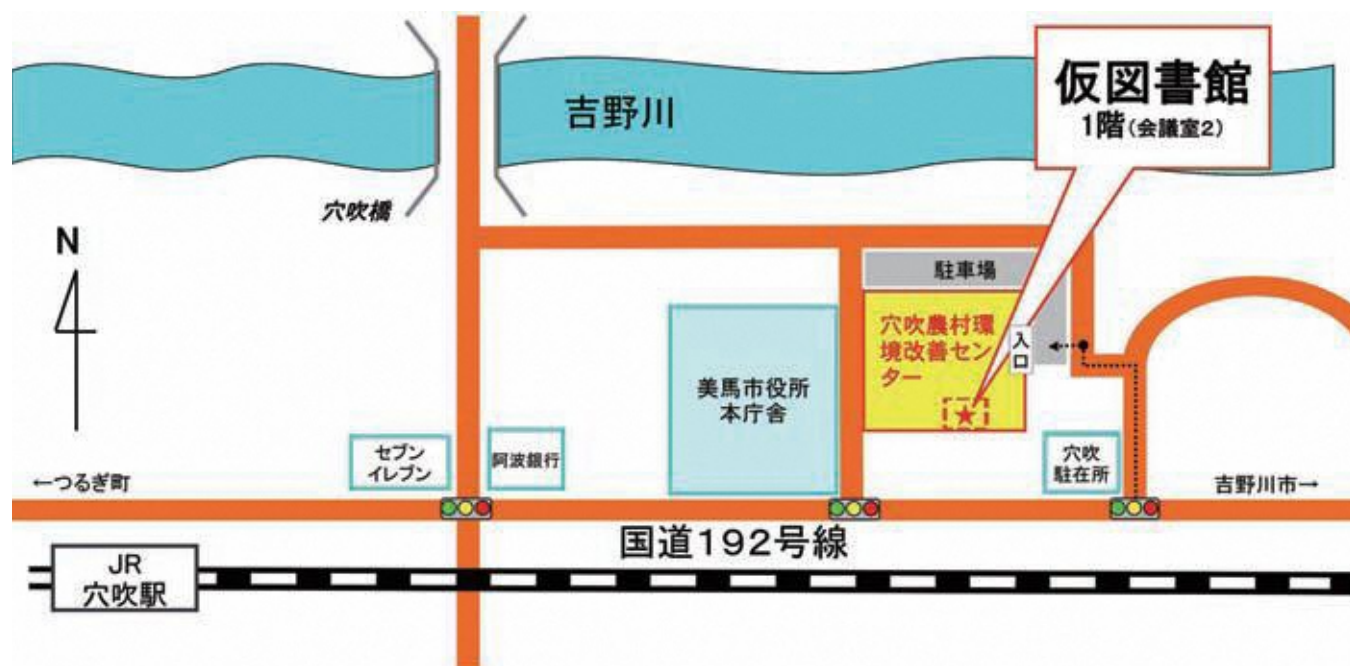 仮図書館
1階(会議室2)
吉野川
穴吹橋
N
駐車場
穴吹農村環
境改善セン
ター
入
口
美馬市役所
本庁舎
セブン
イレブン
阿波銀行
穴吹
駐在所
←つるぎ町
吉野川市→
国道192号線
JR
穴吹駅